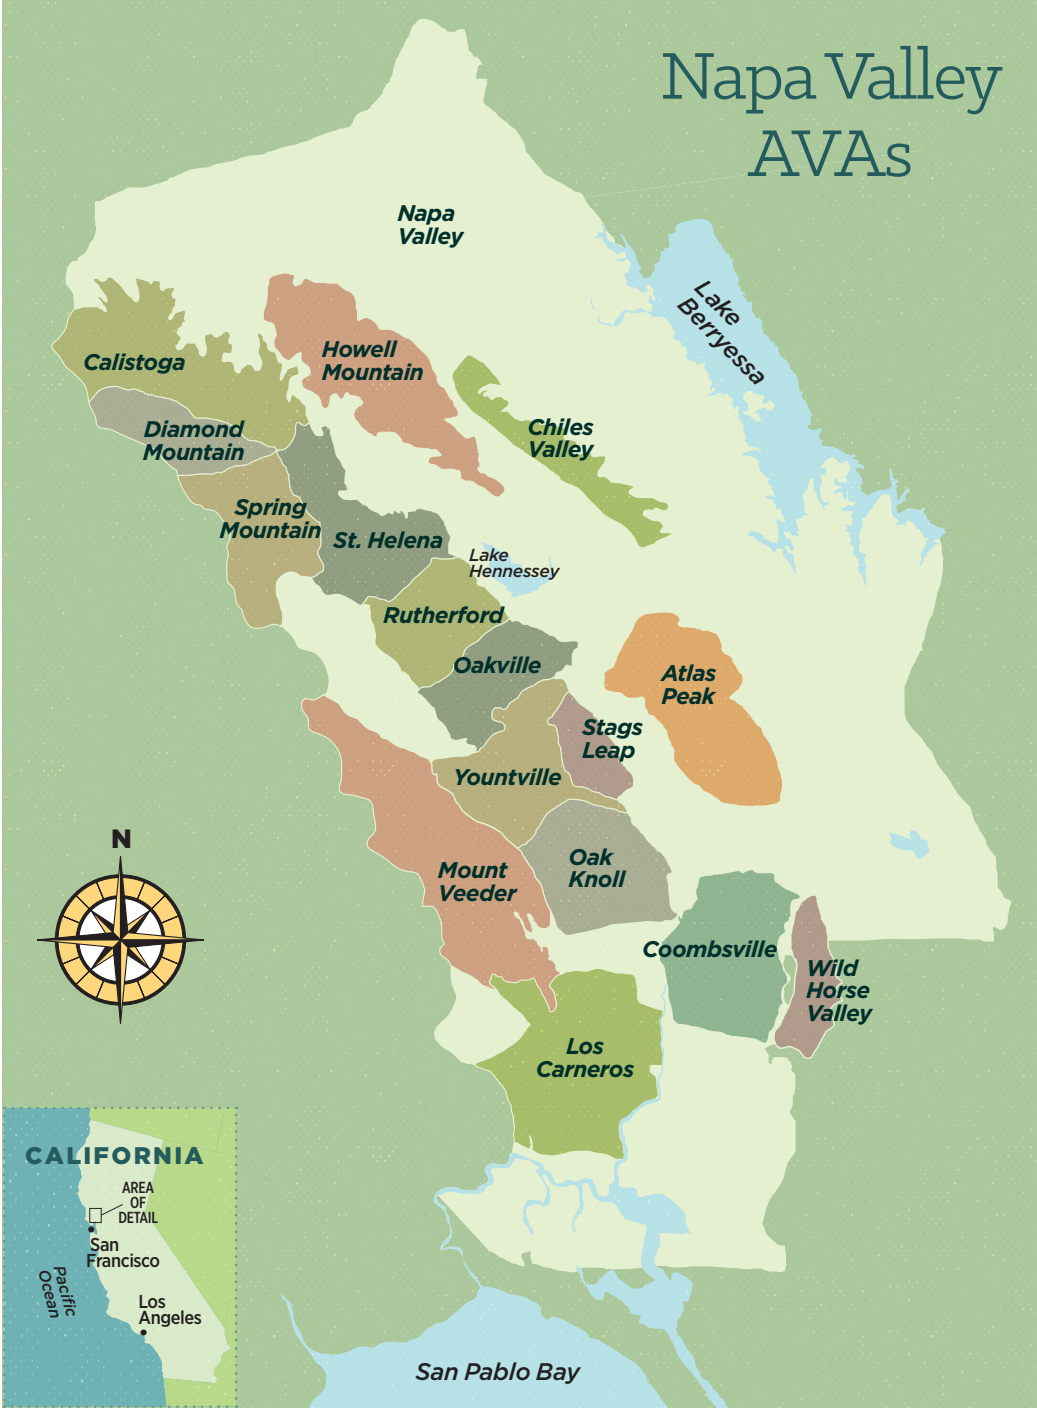 Napa Valley
AVAs
Napa
Valley
Lake
Berryessa
Calistoga
Howell
Mountain
Diamond
Mountain
Chiles
Valley
Spring
Mountain
St. Helena
Lake
Hennessey
Rutherford
Oakville
Atlas
Peak
Stags
Leap
Yountville
Mount
Veeder
Oak
Knoll
N
Coombsville
Wild
Horse
Valley
Los
Carneros
CALIFORNIA
AREA
OF
DETAIL
San
Francisco
Pacific
Ocean
Los
Angeles
San Pablo Bay